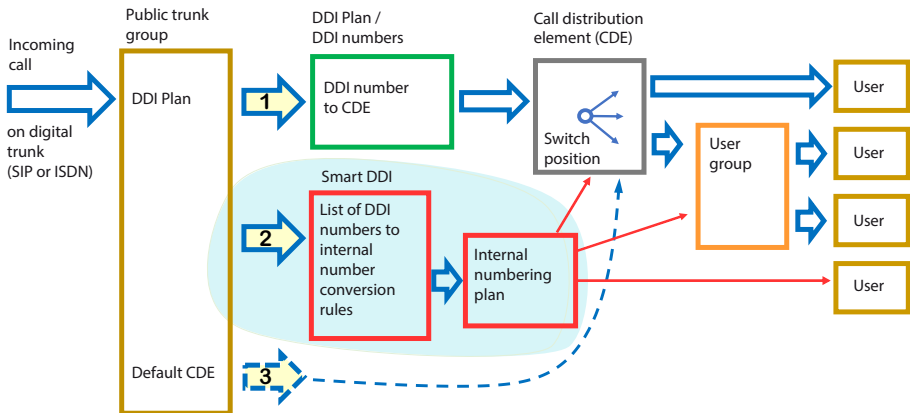 Incoming
call
on digital
trunk
(SIP or ISDN)
Public trunk
group
DDI Plan
Default CDE
1
2
3
DDI Plan /
DDI numbers
DDI number
to CDE
Smart DDI
List of DDI
numbers to
internal
number
conversion
rules
Internal
numbering
plan
Call distribution
element (CDE)
Switch
position
User
group
User
User
User
User